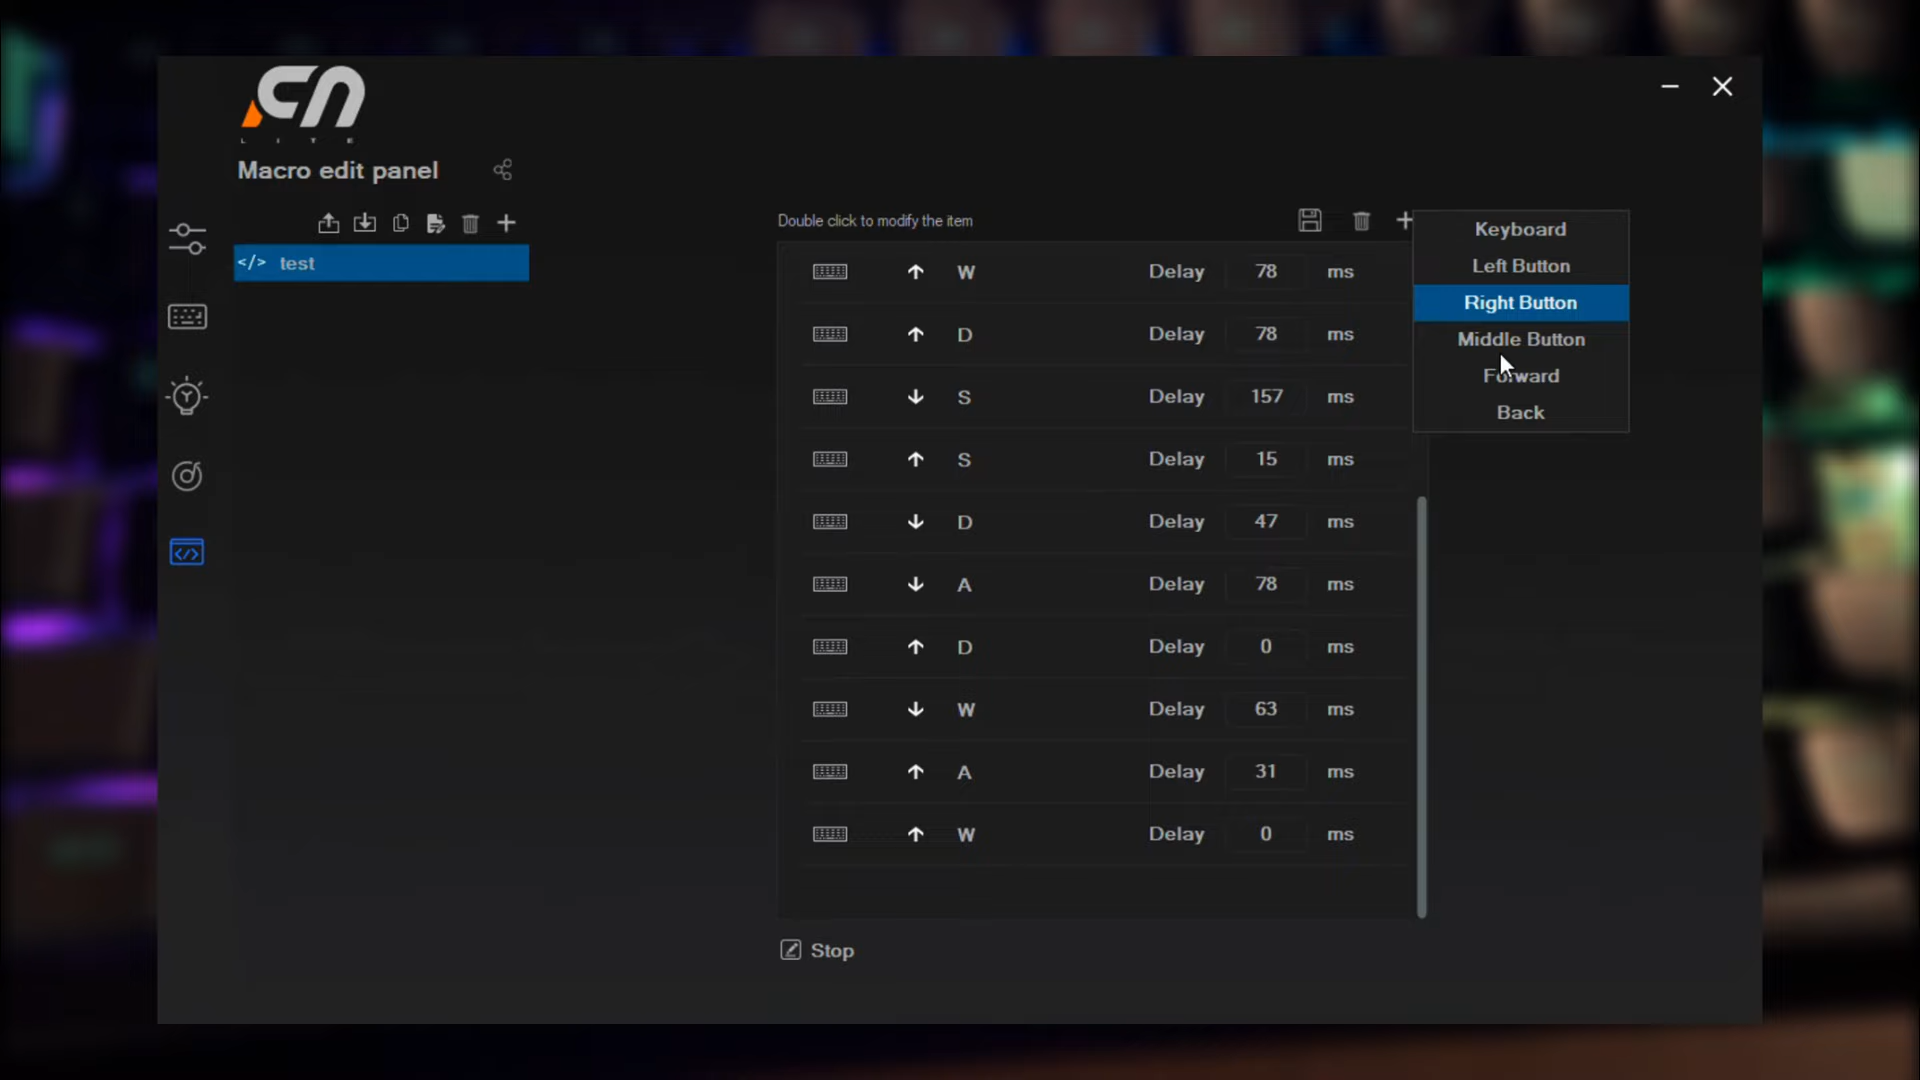 LITE
Macro edit panel
</> test
Double click to modify the item
W Delay 78 ms
D Delay 78 ms
S Delay 157 ms
S Delay 15 ms
D Delay 47 ms
A Delay 78 ms
D Delay 0 ms
W Delay 63 ms
A Delay 31 ms
W Delay 0 ms
Stop
Keyboard
Left Button
Right Button
Middle Button
Forward
Back